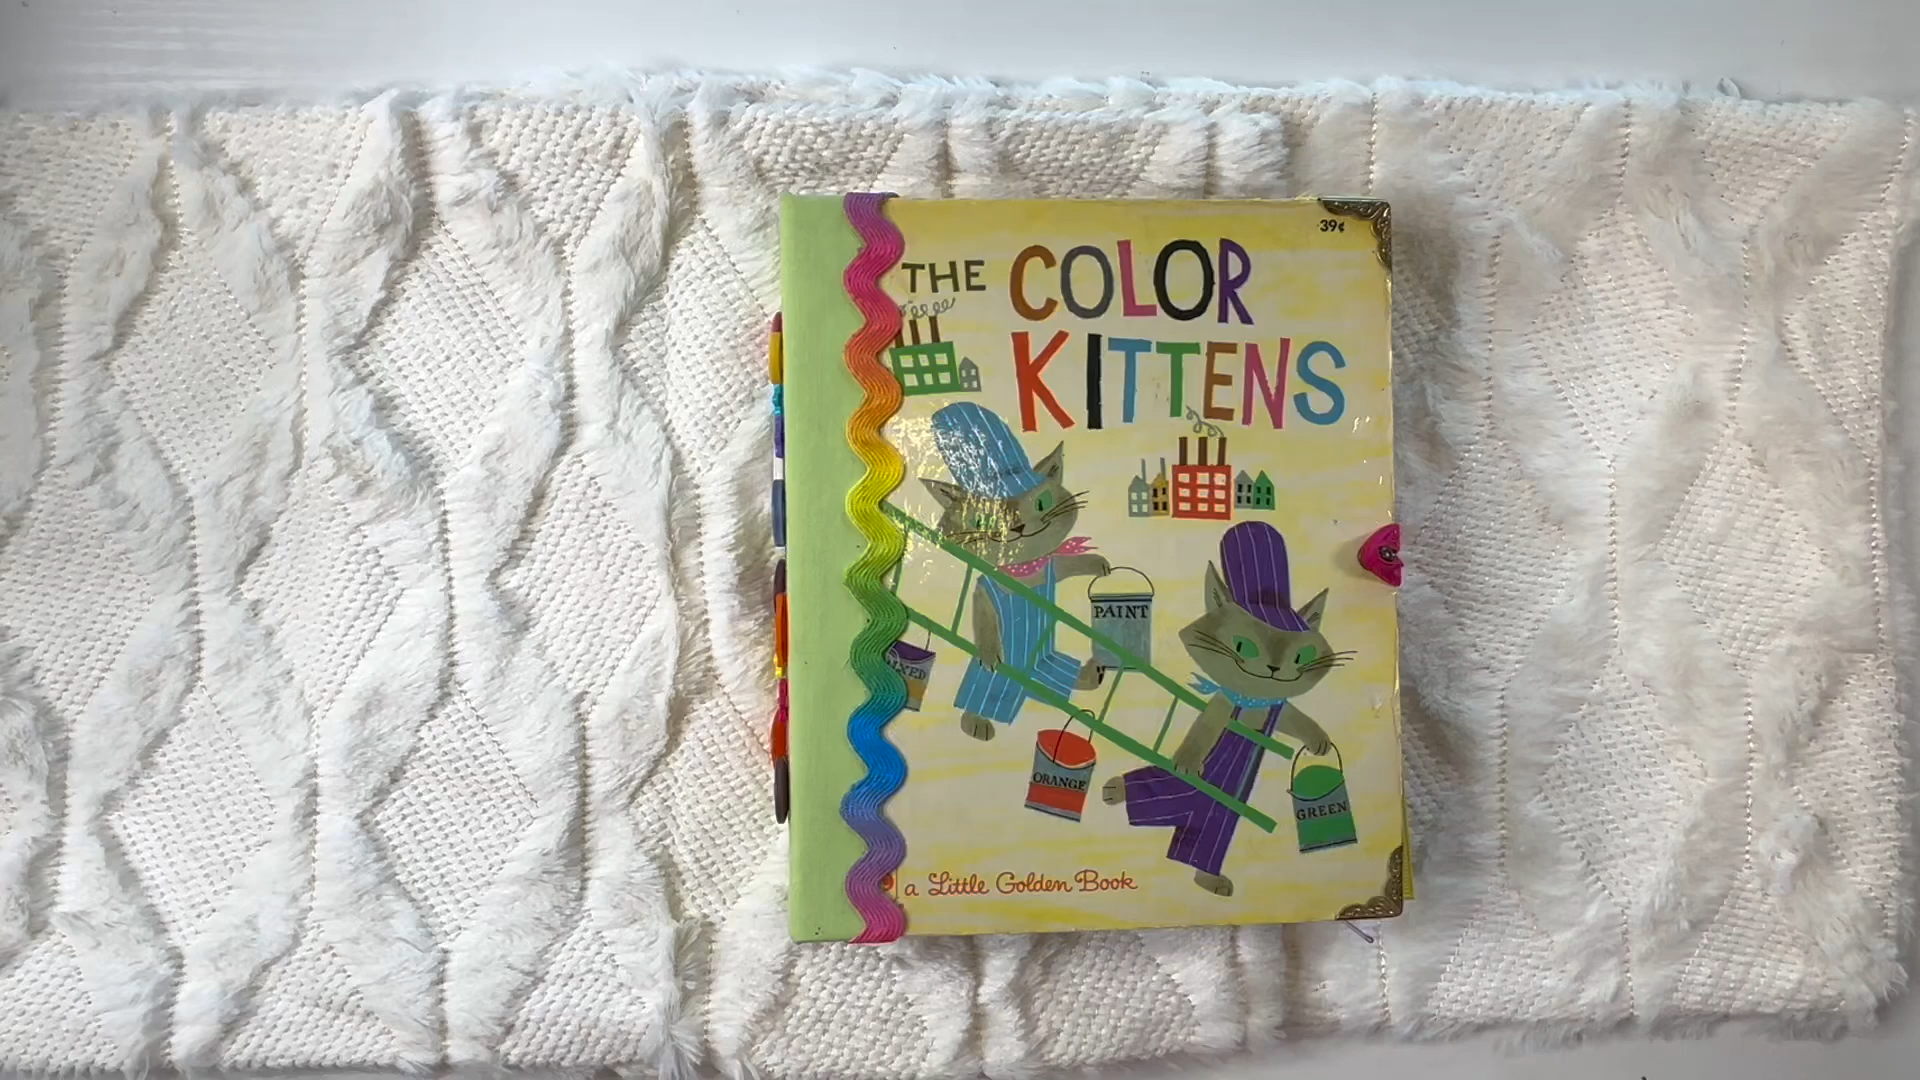 39¢
THE COLOR
KITTENS
PAINT
MIXED
ORANGE
GREEN
a Little Golden Book